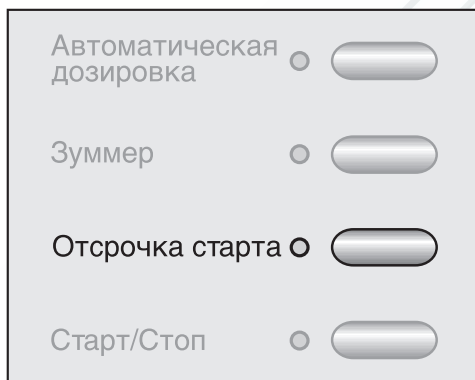 Автоматическая
дозировка
Зуммер
Отсрочка старта
Старт/Стоп